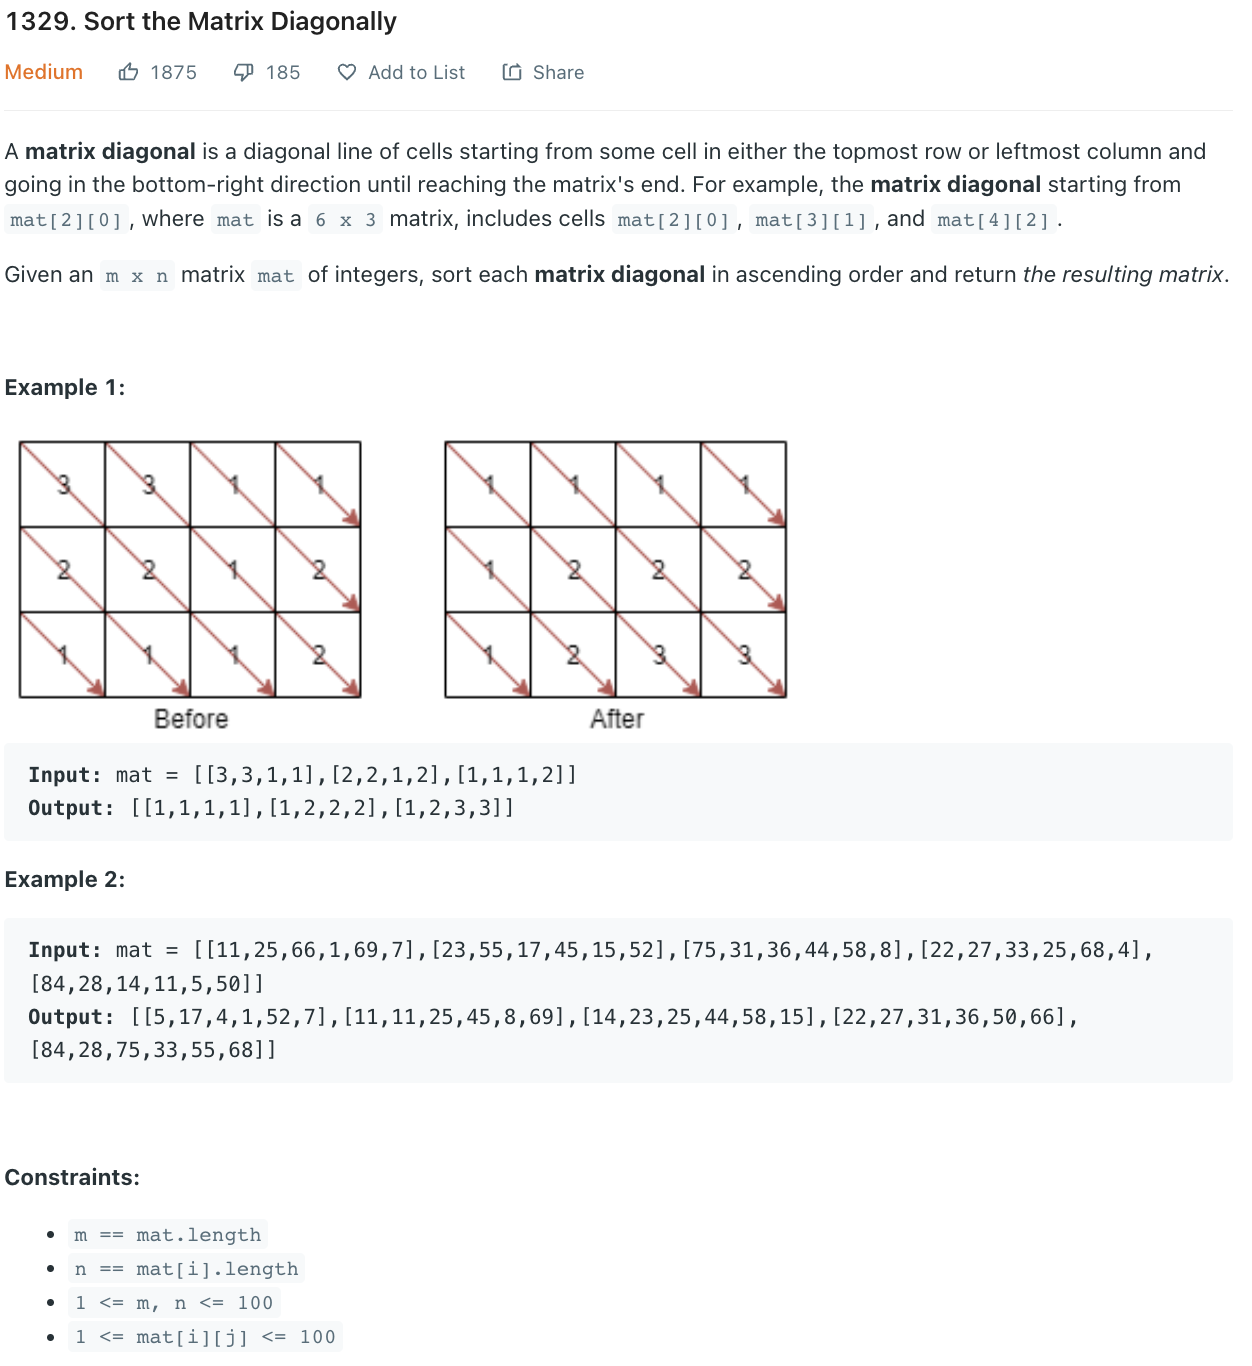 1329. Sort the Matrix Diagonally
Medium 1875 185 Add to List Share
A matrix diagonal is a diagonal line of cells starting from some cell in either the topmost row or leftmost column and
going in the bottom-right direction until reaching the matrix's end. For example, the matrix diagonal starting from
mat[2][0], where mat is a 6 x 3 matrix, includes cells mat[2][0], mat[3][1], and mat[4][2].
Given an m x n matrix mat of integers, sort each matrix diagonal in ascending order and return the resulting matrix.
Example 1:
3 3 1 1 1 1 1 1
2 2 1 2 1 2 2 2
1 1 1 2 1 2 3 3
Before After
Input: mat = [[3,3,1,1],[2,2,1,2],[1,1,1,2]]
Output: [[1,1,1,1],[1,2,2,2],[1,2,3,3]]
Example 2:
Input: mat = [[11,25,66,1,69,7],[23,55,17,45,15,52],[75,31,36,44,58,8],[22,27,33,25,68,4],
[84,28,14,11,5,50]]
Output: [[5,17,4,1,52,7],[11,11,25,45,8,69],[14,23,25,44,58,15],[22,27,31,36,50,66],
[84,28,75,33,55,68]]
Constraints:
• m == mat.length
• n == mat[i].length
• 1 <= m, n <= 100
• 1 <= mat[i][j] <= 100